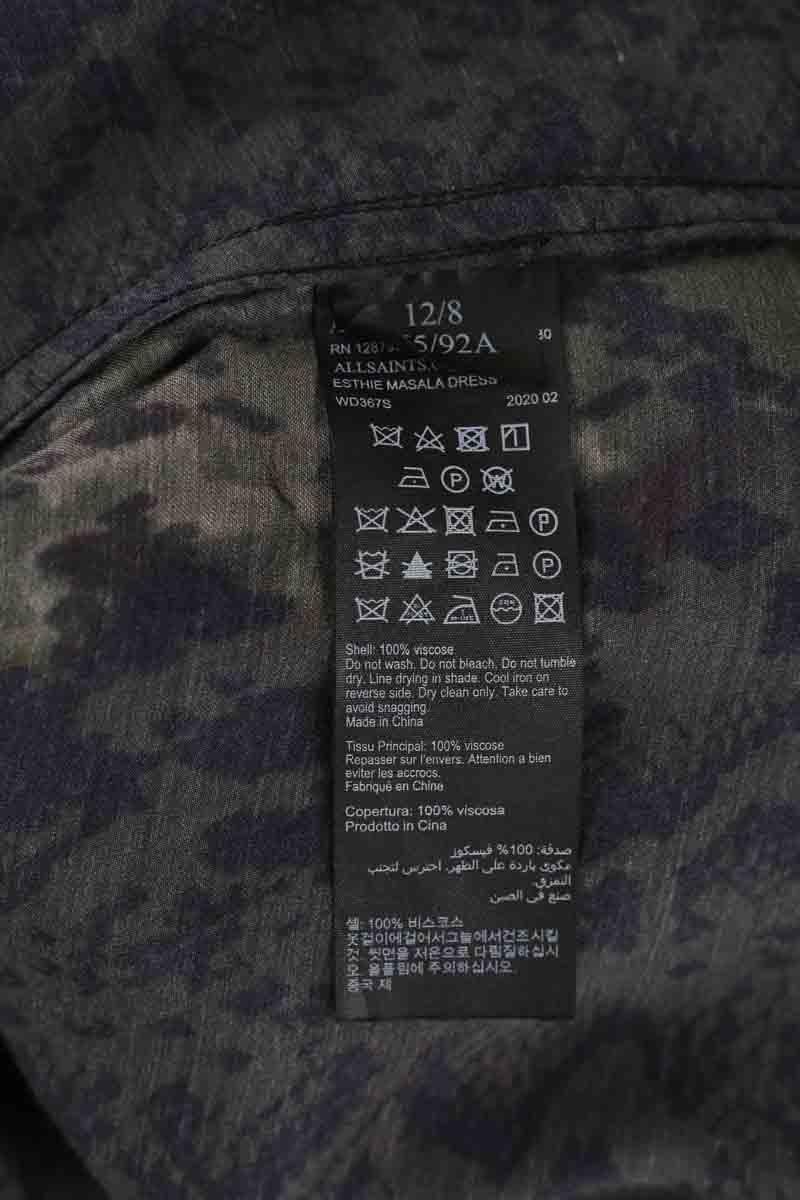 12/8
RN 1287 5/92A 30
ALLSAINTS
ESTHIE MASALA DRESS
WD367S 2020 02
Shell: 100% viscose
Do not wash. Do not bleach. Do not tumble
dry. Line drying in shade. Cool iron on
reverse side. Dry clean only. Take care to
avoid snagging.
Made in China
Tissu Principal: 100% viscose
Repasser sur l'envers. Attention a bien
eviter les accrocs.
Fabriqué en Chine
Copertura: 100% viscosa
Prodotto in Cina
صدفة: 100% فيسكوز
مكوى باردة على الظهر. احترس لتجنب
التمزق.
صنع في الصين
셸: 100% 비스코스
옷걸이에걸어서그늘에서건조시킬
것. 뒷면을 저온으로 다림질하십시
오. 올풀림에 주의하십시오.
중국 제